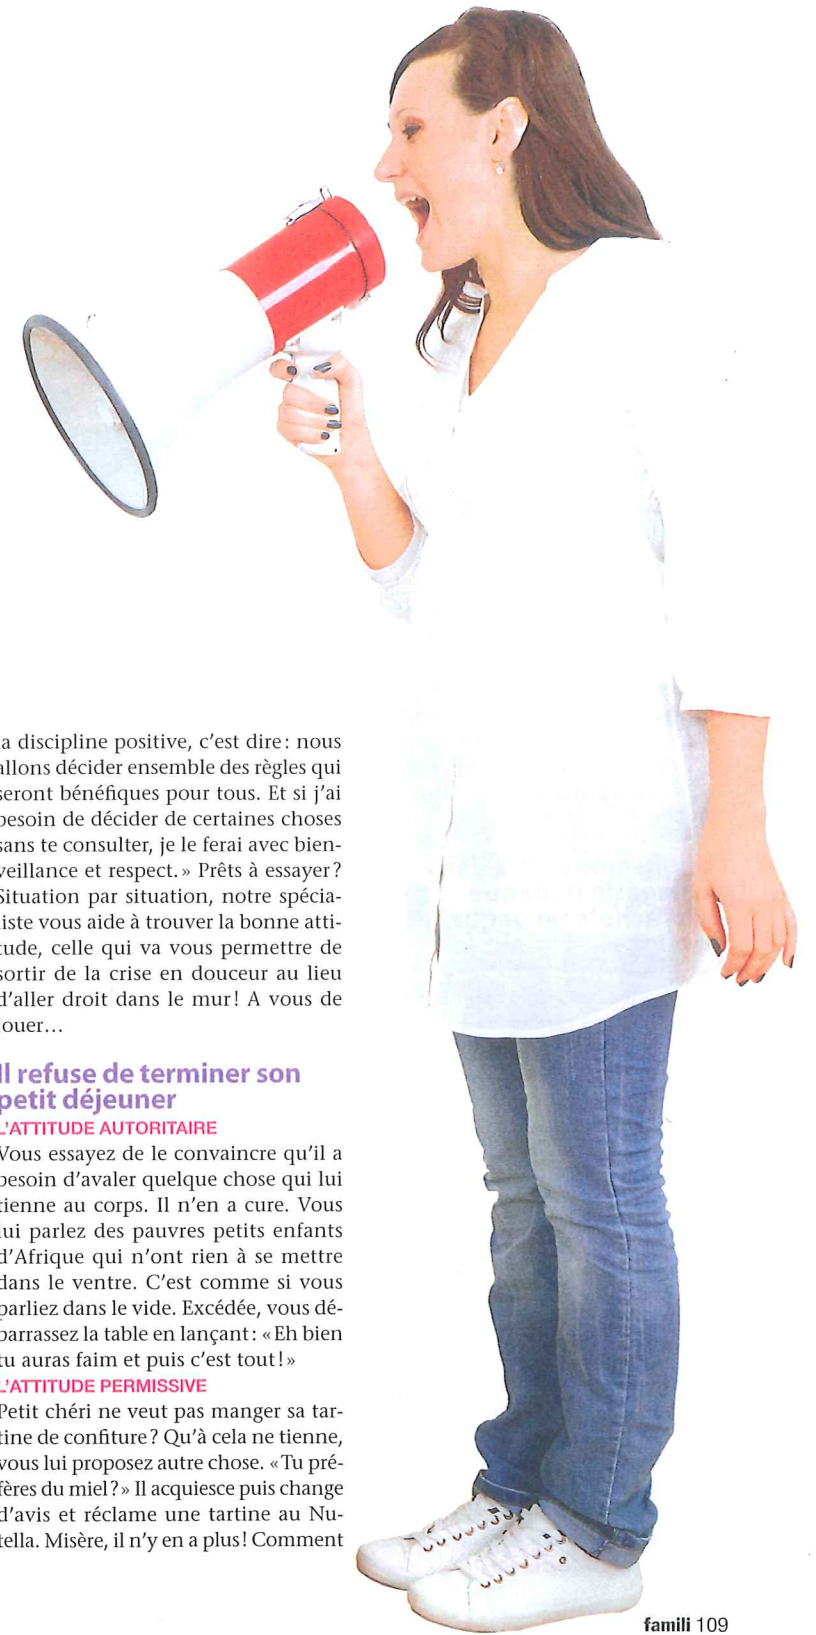 la discipline positive, c'est dire : nous
allons décider ensemble des règles qui
seront bénéfiques pour tous. Et si j'ai
besoin de décider de certaines choses
sans te consulter, je le ferai avec bien-
veillance et respect. » Prêts à essayer ?
Situation par situation, notre spécia-
liste vous aide à trouver la bonne atti-
tude, celle qui va vous permettre de
sortir de la crise en douceur au lieu
d'aller droit dans le mur ! A vous de
jouer…
Il refuse de terminer son
petit déjeuner
L'ATTITUDE AUTORITAIRE
Vous essayez de le convaincre qu'il a
besoin d'avaler quelque chose qui lui
tienne au corps. Il n'en a cure. Vous
lui parlez des pauvres petits enfants
d'Afrique qui n'ont rien à se mettre
dans le ventre. C'est comme si vous
parliez dans le vide. Excédée, vous dé-
barrassez la table en lançant : « Eh bien
tu auras faim et puis c'est tout ! »
L'ATTITUDE PERMISSIVE
Petit chéri ne veut pas manger sa tar-
tine de confiture ? Qu'à cela ne tienne,
vous lui proposez autre chose. « Tu pré-
fères du miel ? » Il acquiesce puis change
d'avis et réclame une tartine au Nu-
tella. Misère, il n'y en a plus ! Comment
famili 109